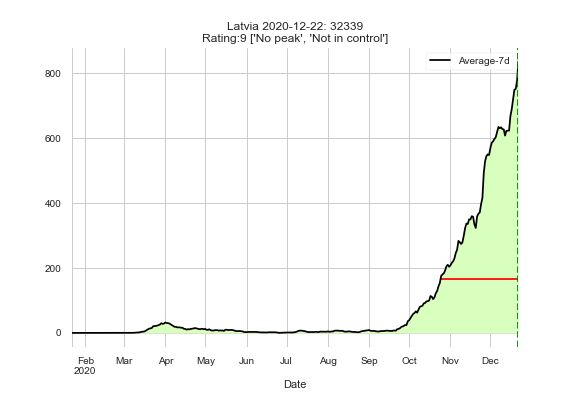 Latvia 2020-12-22: 32339
Rating:9 ['No peak', 'Not in control']
Average-7d
800
600
400
200
0
Feb Mar Apr May Jun Jul Aug Sep Oct Nov Dec
2020
Date